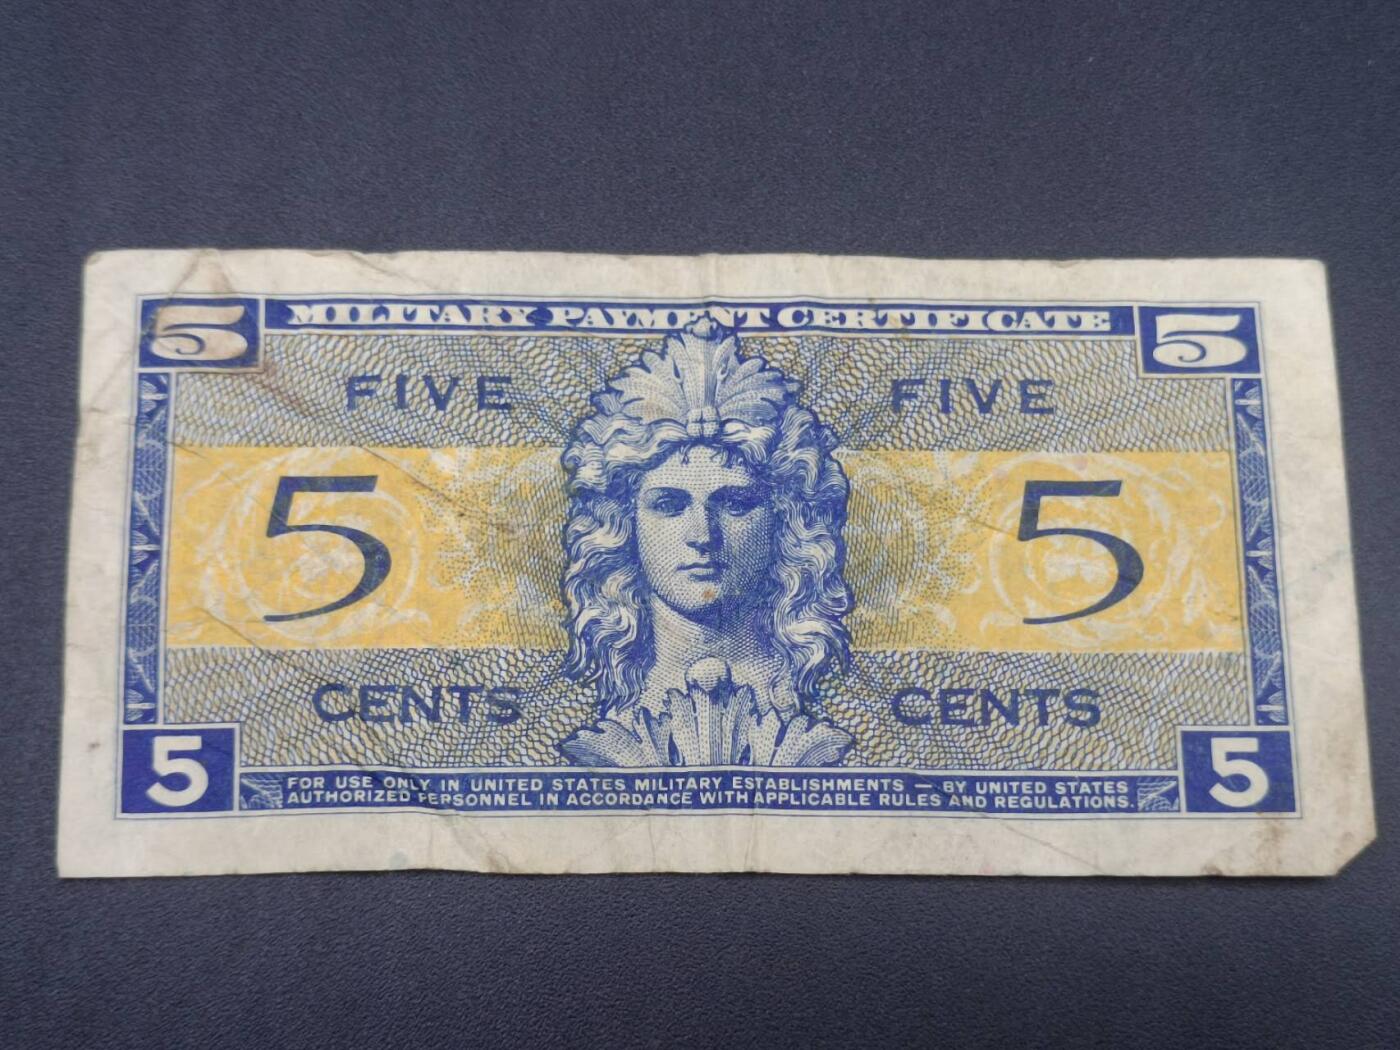 5 MILITARY PAYMENT CERTIFICATE 5
FIVE FIVE
5 5
CENTS CENTS
5 FOR USE ONLY IN UNITED STATES MILITARY ESTABLISHMENTS — BY UNITED STATES 5
AUTHORIZED PERSONNEL IN ACCORDANCE WITH APPLICABLE RULES AND REGULATIONS.